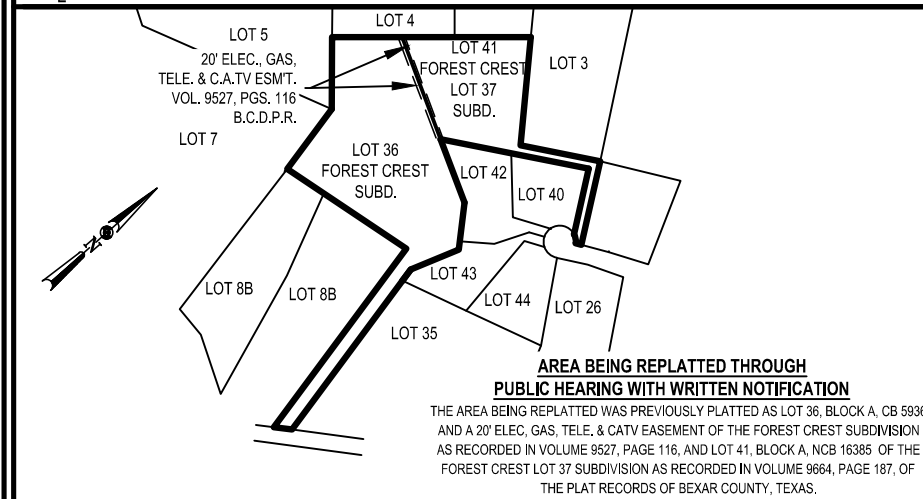 LOT 4
LOT 5
20' ELEC., GAS,
TELE. & C.A.TV ESM'T.
VOL. 9527, PGS. 116
B.C.D.P.R.
LOT 41
FOREST CREST
LOT 37
SUBD.
LOT 3
LOT 7
LOT 36
FOREST CREST
SUBD.
LOT 42
LOT 40
N
LOT 8B
LOT 8B
LOT 43
LOT 44
LOT 26
LOT 35
AREA BEING REPLATTED THROUGH
PUBLIC HEARING WITH WRITTEN NOTIFICATION
THE AREA BEING REPLATTED WAS PREVIOUSLY PLATTED AS LOT 36, BLOCK A, CB 5936
AND A 20' ELEC, GAS, TELE, & CATV EASEMENT OF THE FOREST CREST SUBDIVISION
AS RECORDED IN VOLUME 9527, PAGE 116, AND LOT 41, BLOCK A, NCB 16385 OF THE
FOREST CREST LOT 37 SUBDIVISION AS RECORDED IN VOLUME 9664, PAGE 187, OF
THE PLAT RECORDS OF BEXAR COUNTY, TEXAS.